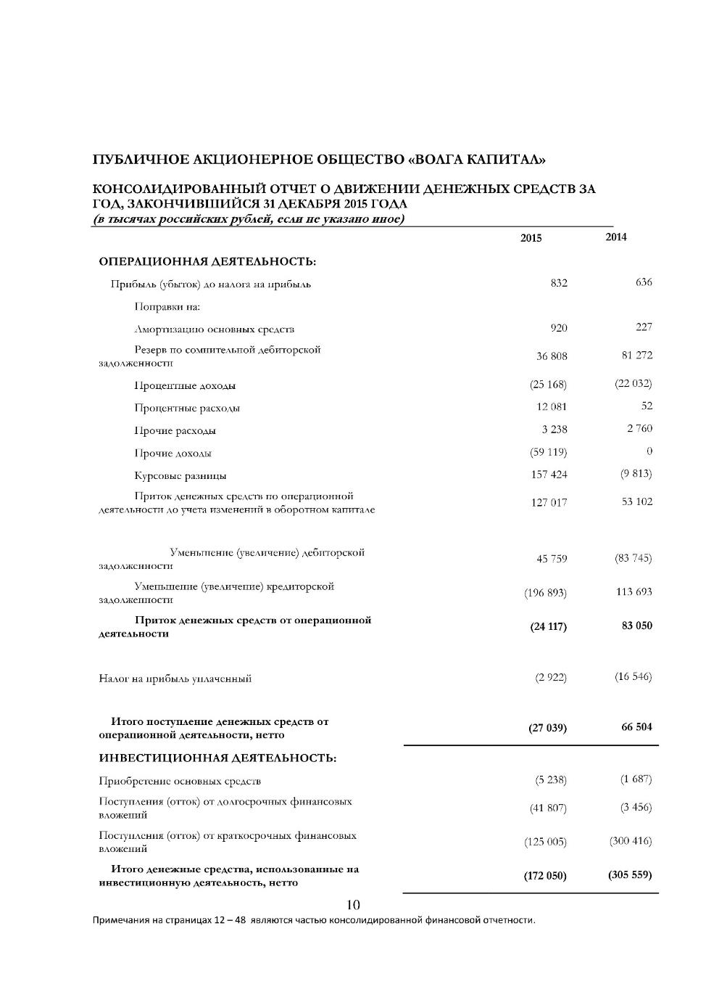 ПУБЛИЧНОЕ АКЦИОНЕРНОЕ ОБЩЕСТВО «ВОЛГА КАПИТАЛ»
КОНСОЛИДИРОВАННЫЙ ОТЧЕТ О ДВИЖЕНИИ ДЕНЕЖНЫХ СРЕДСТВ ЗА
ГОД, ЗАКОНЧИВШИЙСЯ 31 ДЕКАБРЯ 2015 ГОДА
(в тысячах российских рублей, если не указано иное)
2015 2014
ОПЕРАЦИОННАЯ ДЕЯТЕЛЬНОСТЬ:
Прибыль (убыток) до налога на прибыль 832 636
Поправки на:
Амортизацию основных средств 920 227
Резерв по сомнительной дебиторской
задолженности 36 808 81 272
Процентные доходы (25 168) (22 032)
Процентные расходы 12 081 52
Прочие расходы 3 238 2 760
Прочие доходы (59 119) 0
Курсовые разницы 157 424 (9 813)
Приток денежных средств по операционной
деятельности до учета изменений в оборотном капитале 127 017 53 102
Уменьшение (увеличение) дебиторской
задолженности 45 759 (83 745)
Уменьшение (увеличение) кредиторской
задолженности (196 893) 113 693
Приток денежных средств от операционной
деятельности (24 117) 83 050
Налог на прибыль уплаченный (2 922) (16 546)
Итого поступление денежных средств от
операционной деятельности, нетто (27 039) 66 504
ИНВЕСТИЦИОННАЯ ДЕЯТЕЛЬНОСТЬ:
Приобретение основных средств (5 238) (1 687)
Поступления (отток) от долгосрочных финансовых
вложений (41 807) (3 456)
Поступления (отток) от краткосрочных финансовых
вложений (125 005) (300 416)
Итого денежные средства, использованные на
инвестиционную деятельность, нетто (172 050) (305 559)
10
Примечания на страницах 12 – 48 являются частью консолидированной финансовой отчетности.